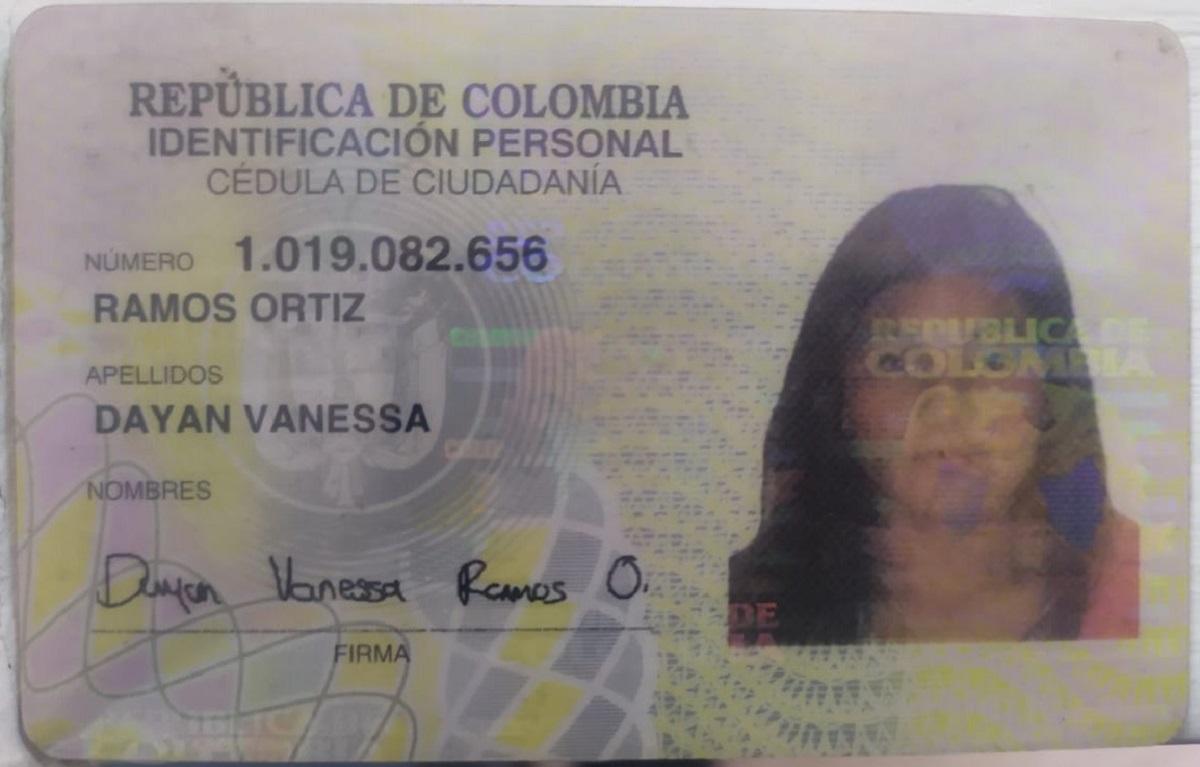 REPÚBLICA DE COLOMBIA
IDENTIFICACIÓN PERSONAL
CÉDULA DE CIUDADANÍA
NÚMERO 1.019.082.656
RAMOS ORTIZ
APELLIDOS
DAYAN VANESSA
NOMBRES
Dayan Vanessa Ramos O.
FIRMA
REPUBLICA DE
COLOMBIA
DE